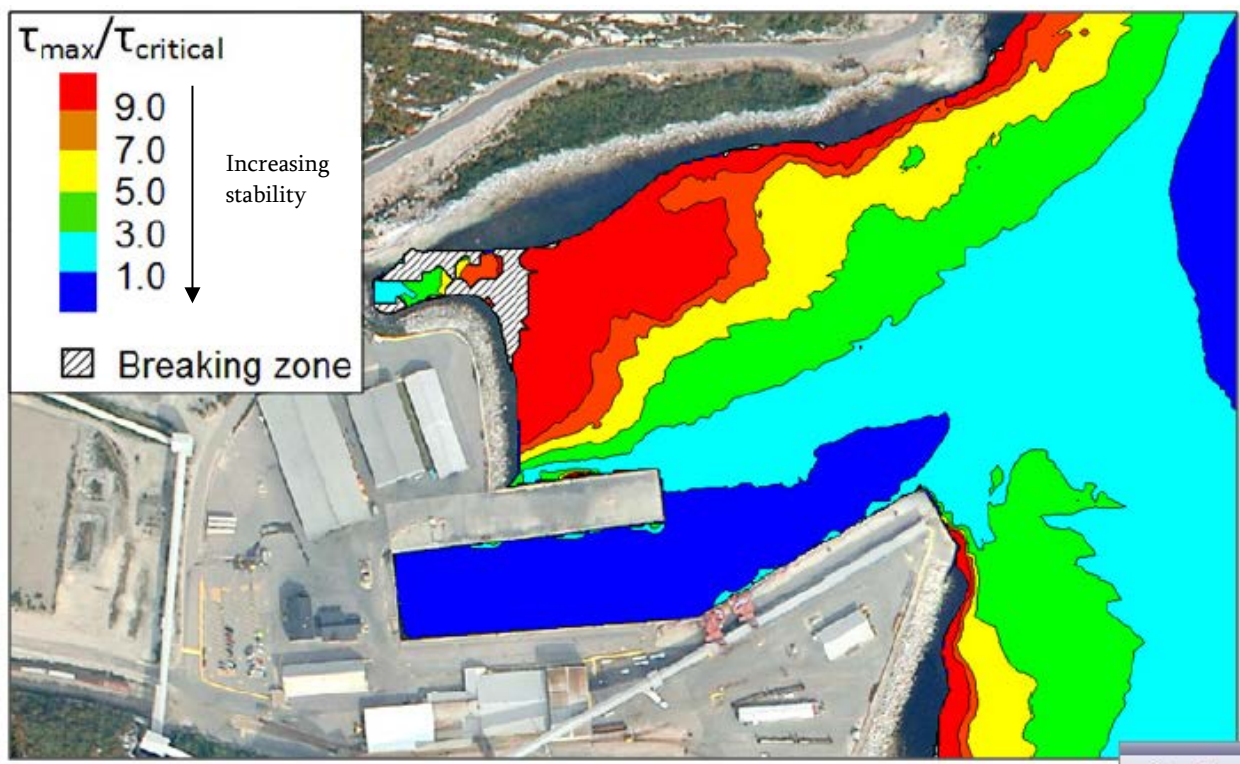 τmax/τcritical
9.0
7.0
5.0
3.0
1.0
Increasing
stability
Breaking zone